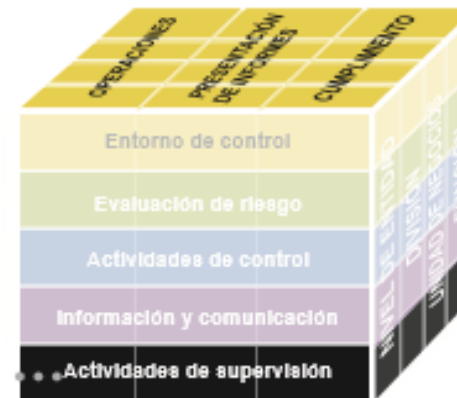 OPERACIONES
PRESENTACIÓN
DE INFORMES
CUMPLIMIENTO
Entorno de control
Evaluación de riesgo
Actividades de control
Información y comunicación
Actividades de supervisión
NIVEL DE ENTIDAD
DIVISIÓN
UNIDAD DE NEGOCIOS